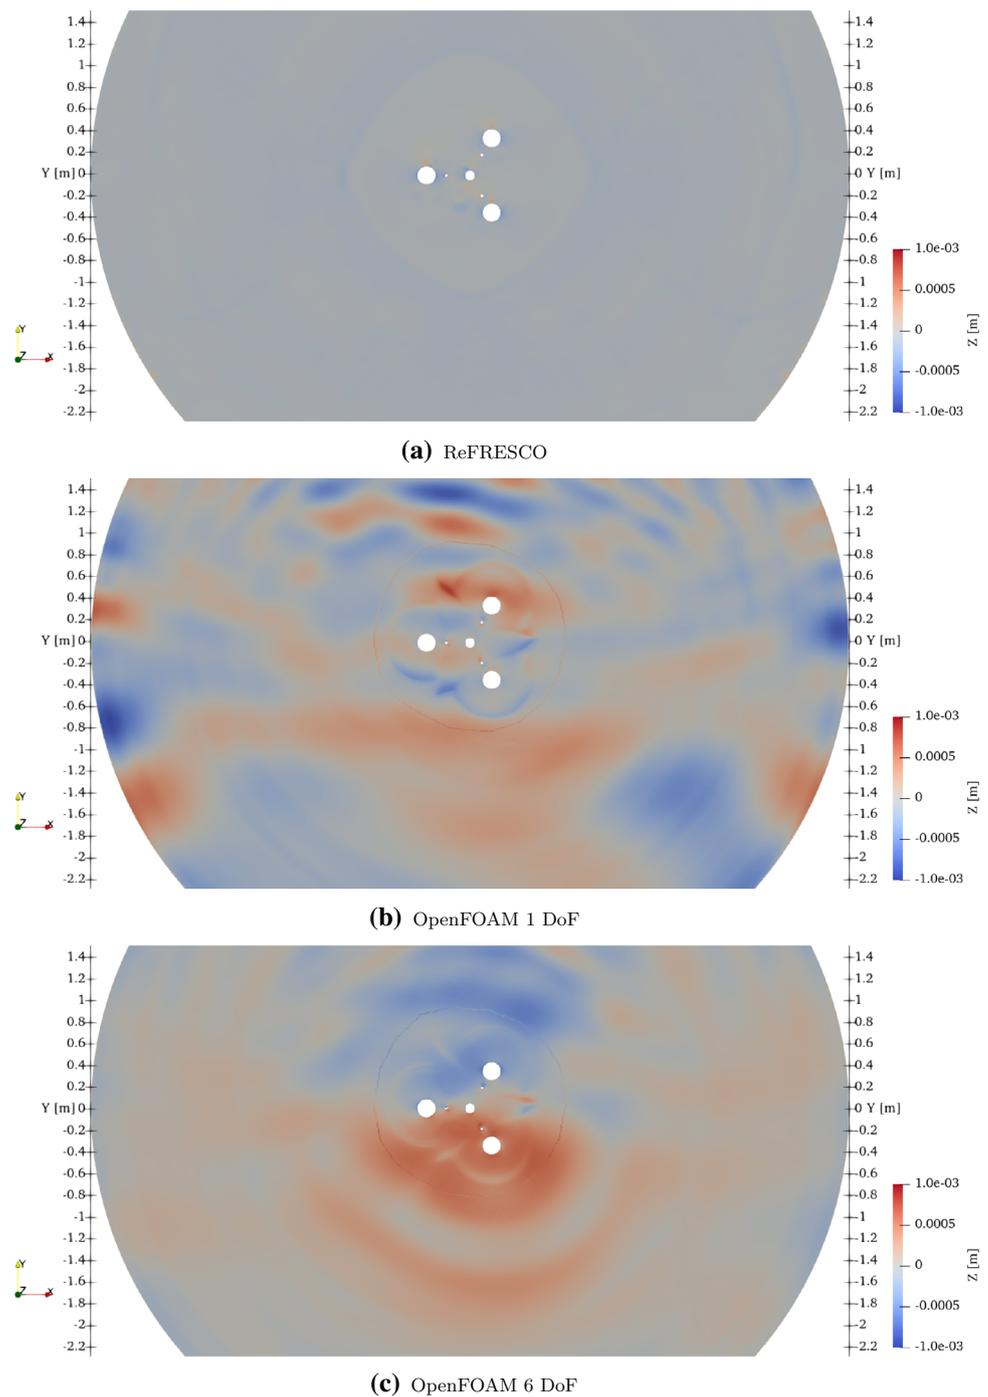 1.4 1.4
1.2 1.2
1 1
0.8 0.8
0.6 0.6
0.4 0.4
0.2 0.2
Y [m] 0 0 Y [m]
-0.2 -0.2
-0.4 -0.4
-0.6 -0.6
-0.8 -0.8 1.0e-03
-1 -1 0.0005
-1.2 -1.2
-1.4 -1.4 0 Z [m]
Y
Z X
-1.6 -1.6
-1.8 -1.8 -0.0005
-2 -2
-2.2 -2.2 -1.0e-03
(a) ReFRESCO
1.4 1.4
1.2 1.2
1 1
0.8 0.8
0.6 0.6
0.4 0.4
0.2 0.2
Y [m] 0 0 Y [m]
-0.2 -0.2
-0.4 -0.4
-0.6 -0.6
-0.8 -0.8 1.0e-03
-1 -1 0.0005
-1.2 -1.2
-1.4 -1.4 0 Z [m]
Y
Z X
-1.6 -1.6
-1.8 -1.8 -0.0005
-2 -2
-2.2 -2.2 -1.0e-03
(b) OpenFOAM 1 DoF
1.4 1.4
1.2 1.2
1 1
0.8 0.8
0.6 0.6
0.4 0.4
0.2 0.2
Y [m] 0 0 Y [m]
-0.2 -0.2
-0.4 -0.4
-0.6 -0.6
-0.8 -0.8 1.0e-03
-1 -1 0.0005
-1.2 -1.2
-1.4 -1.4 0 Z [m]
Y
Z X
-1.6 -1.6
-1.8 -1.8 -0.0005
-2 -2
-2.2 -2.2 -1.0e-03
(c) OpenFOAM 6 DoF